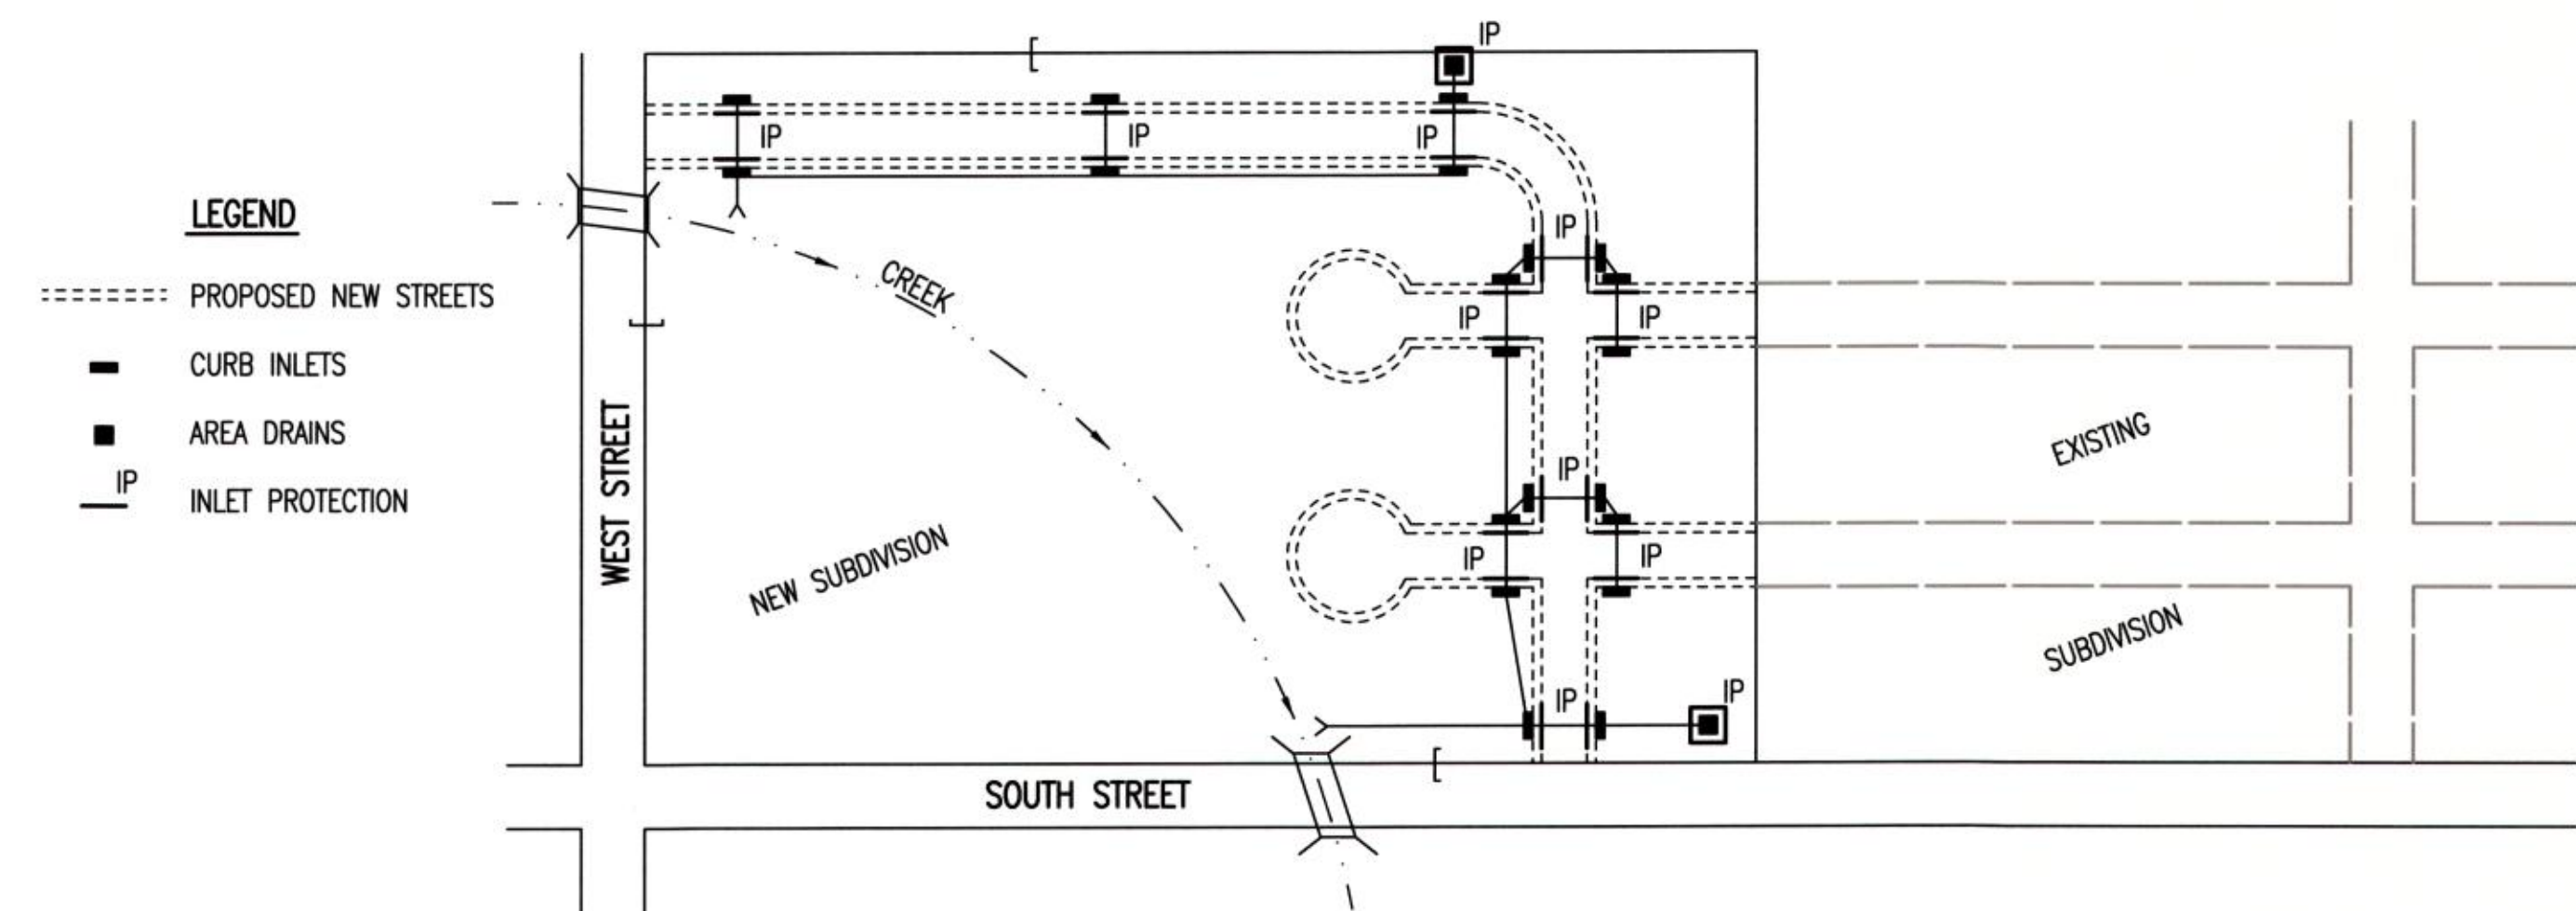 IP
IP
IP
IP
LEGEND
PROPOSED NEW STREETS
CURB INLETS
AREA DRAINS
IP
INLET PROTECTION
IP
CREEK
IP
IP
WEST STREET
EXISTING
IP
NEW SUBDIVISION
IP
IP
SUBDIVISION
IP
IP
SOUTH STREET